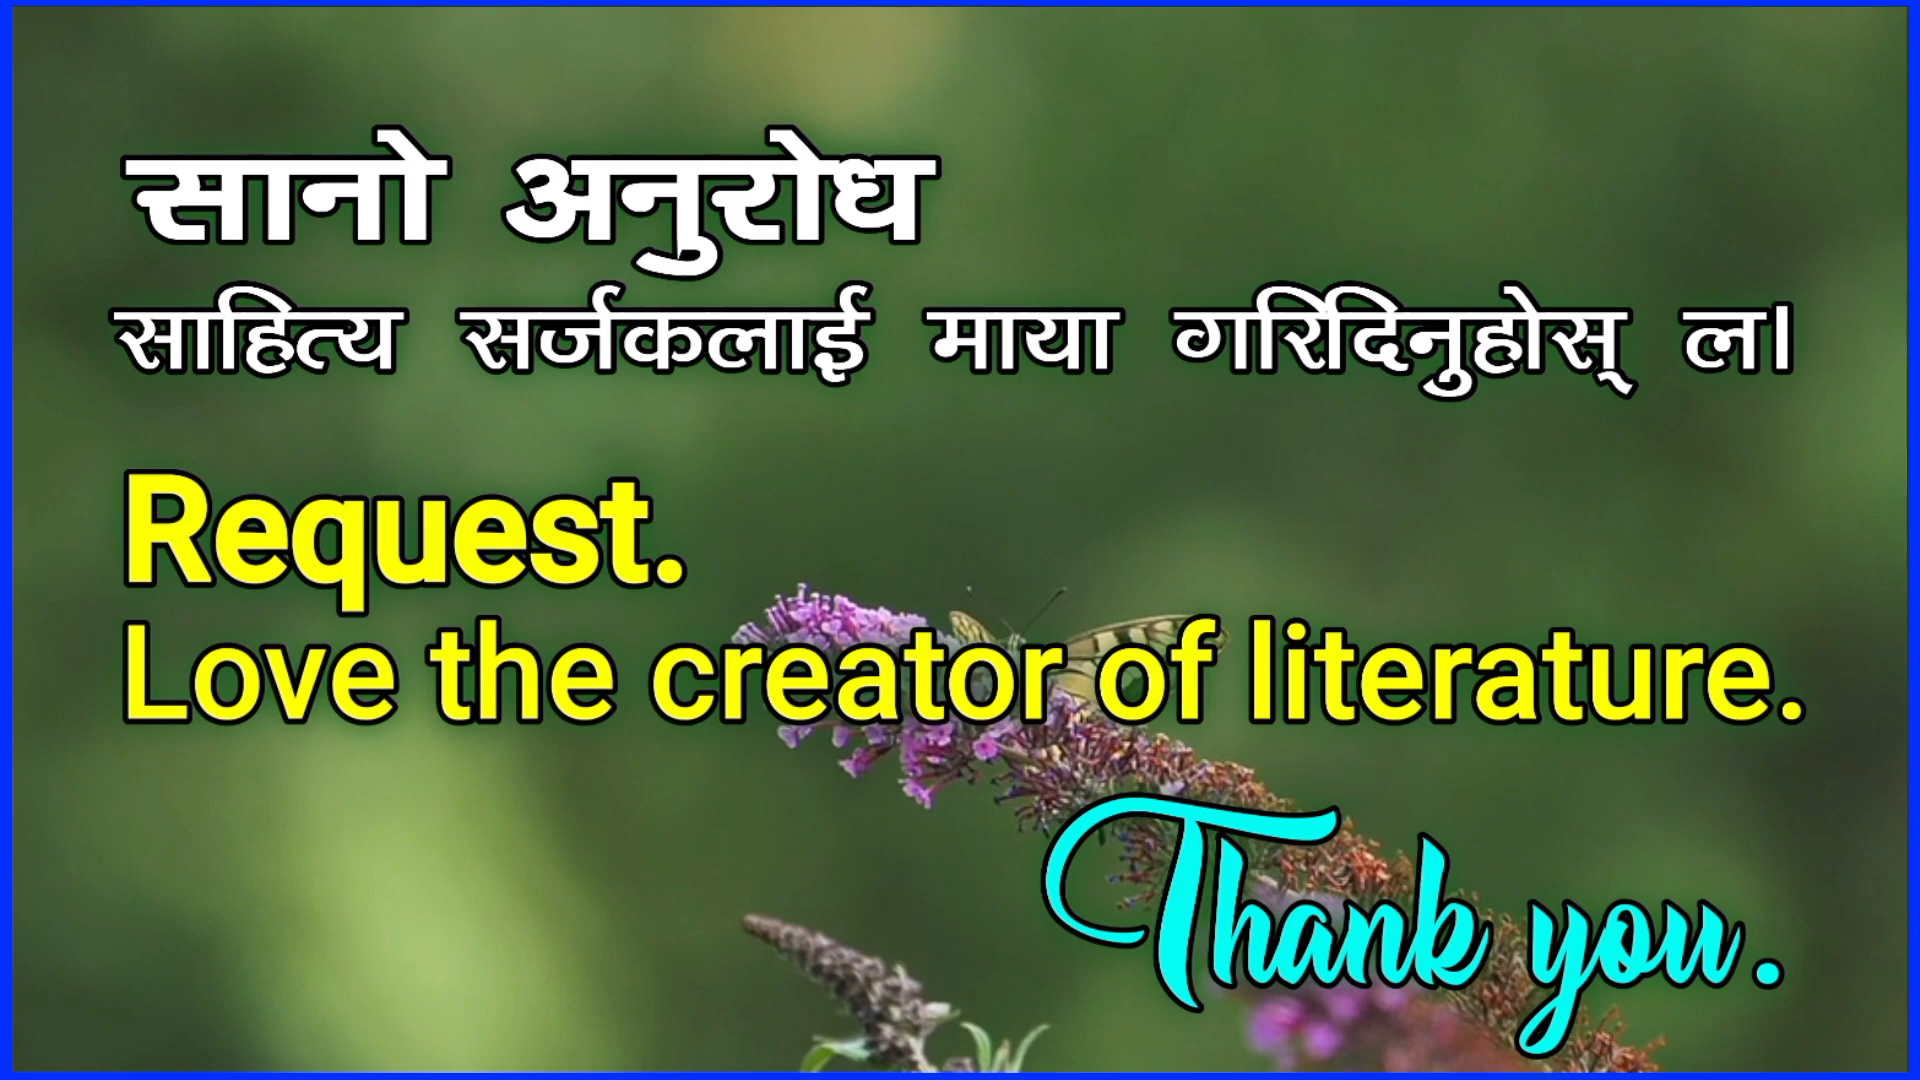 सानो अनुरोध
साहित्य सर्जकलाई माया गरिदिनुहोस् ल।
Request.
Love the creator of literature.
Thank you.